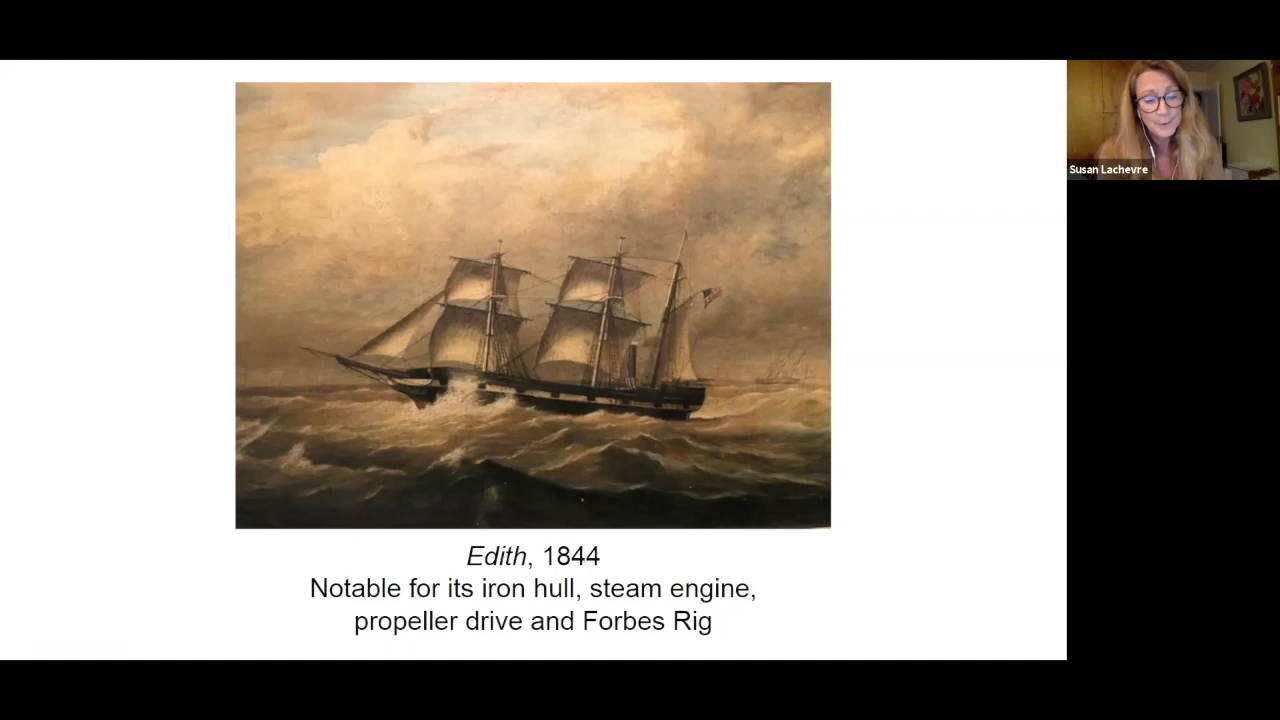 Susan Lachevre
Edith, 1844
Notable for its iron hull, steam engine,
propeller drive and Forbes Rig